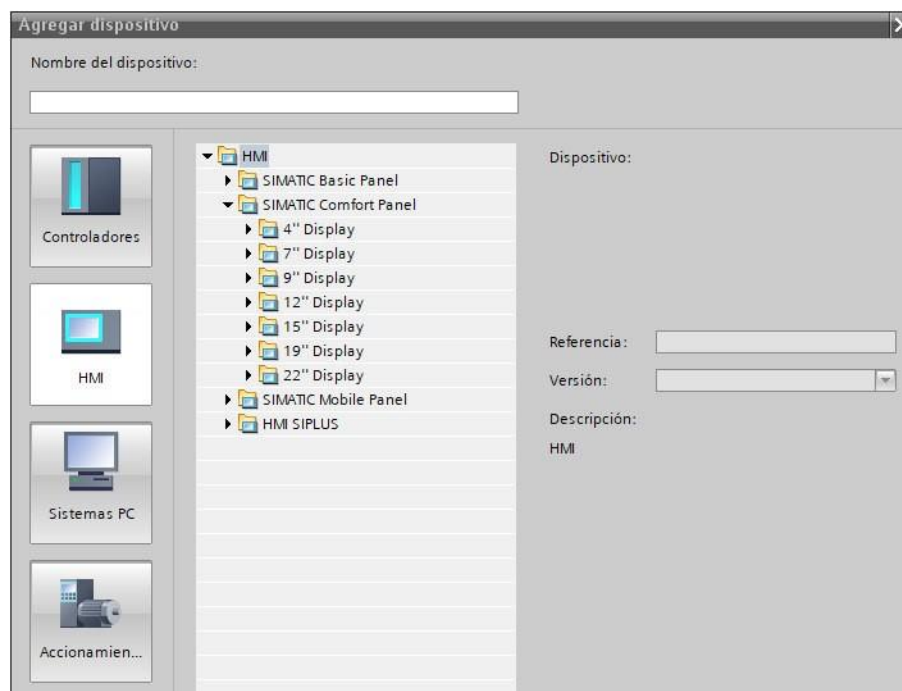 Agregar dispositivo
Nombre del dispositivo:
Controladores
HMI
Sistemas PC
Accionamien...
HMI
SIMATIC Basic Panel
SIMATIC Comfort Panel
4" Display
7" Display
9" Display
12" Display
15" Display
19" Display
22" Display
SIMATIC Mobile Panel
HMI SIPLUS
Dispositivo:
Referencia:
Versión:
Descripción:
HMI